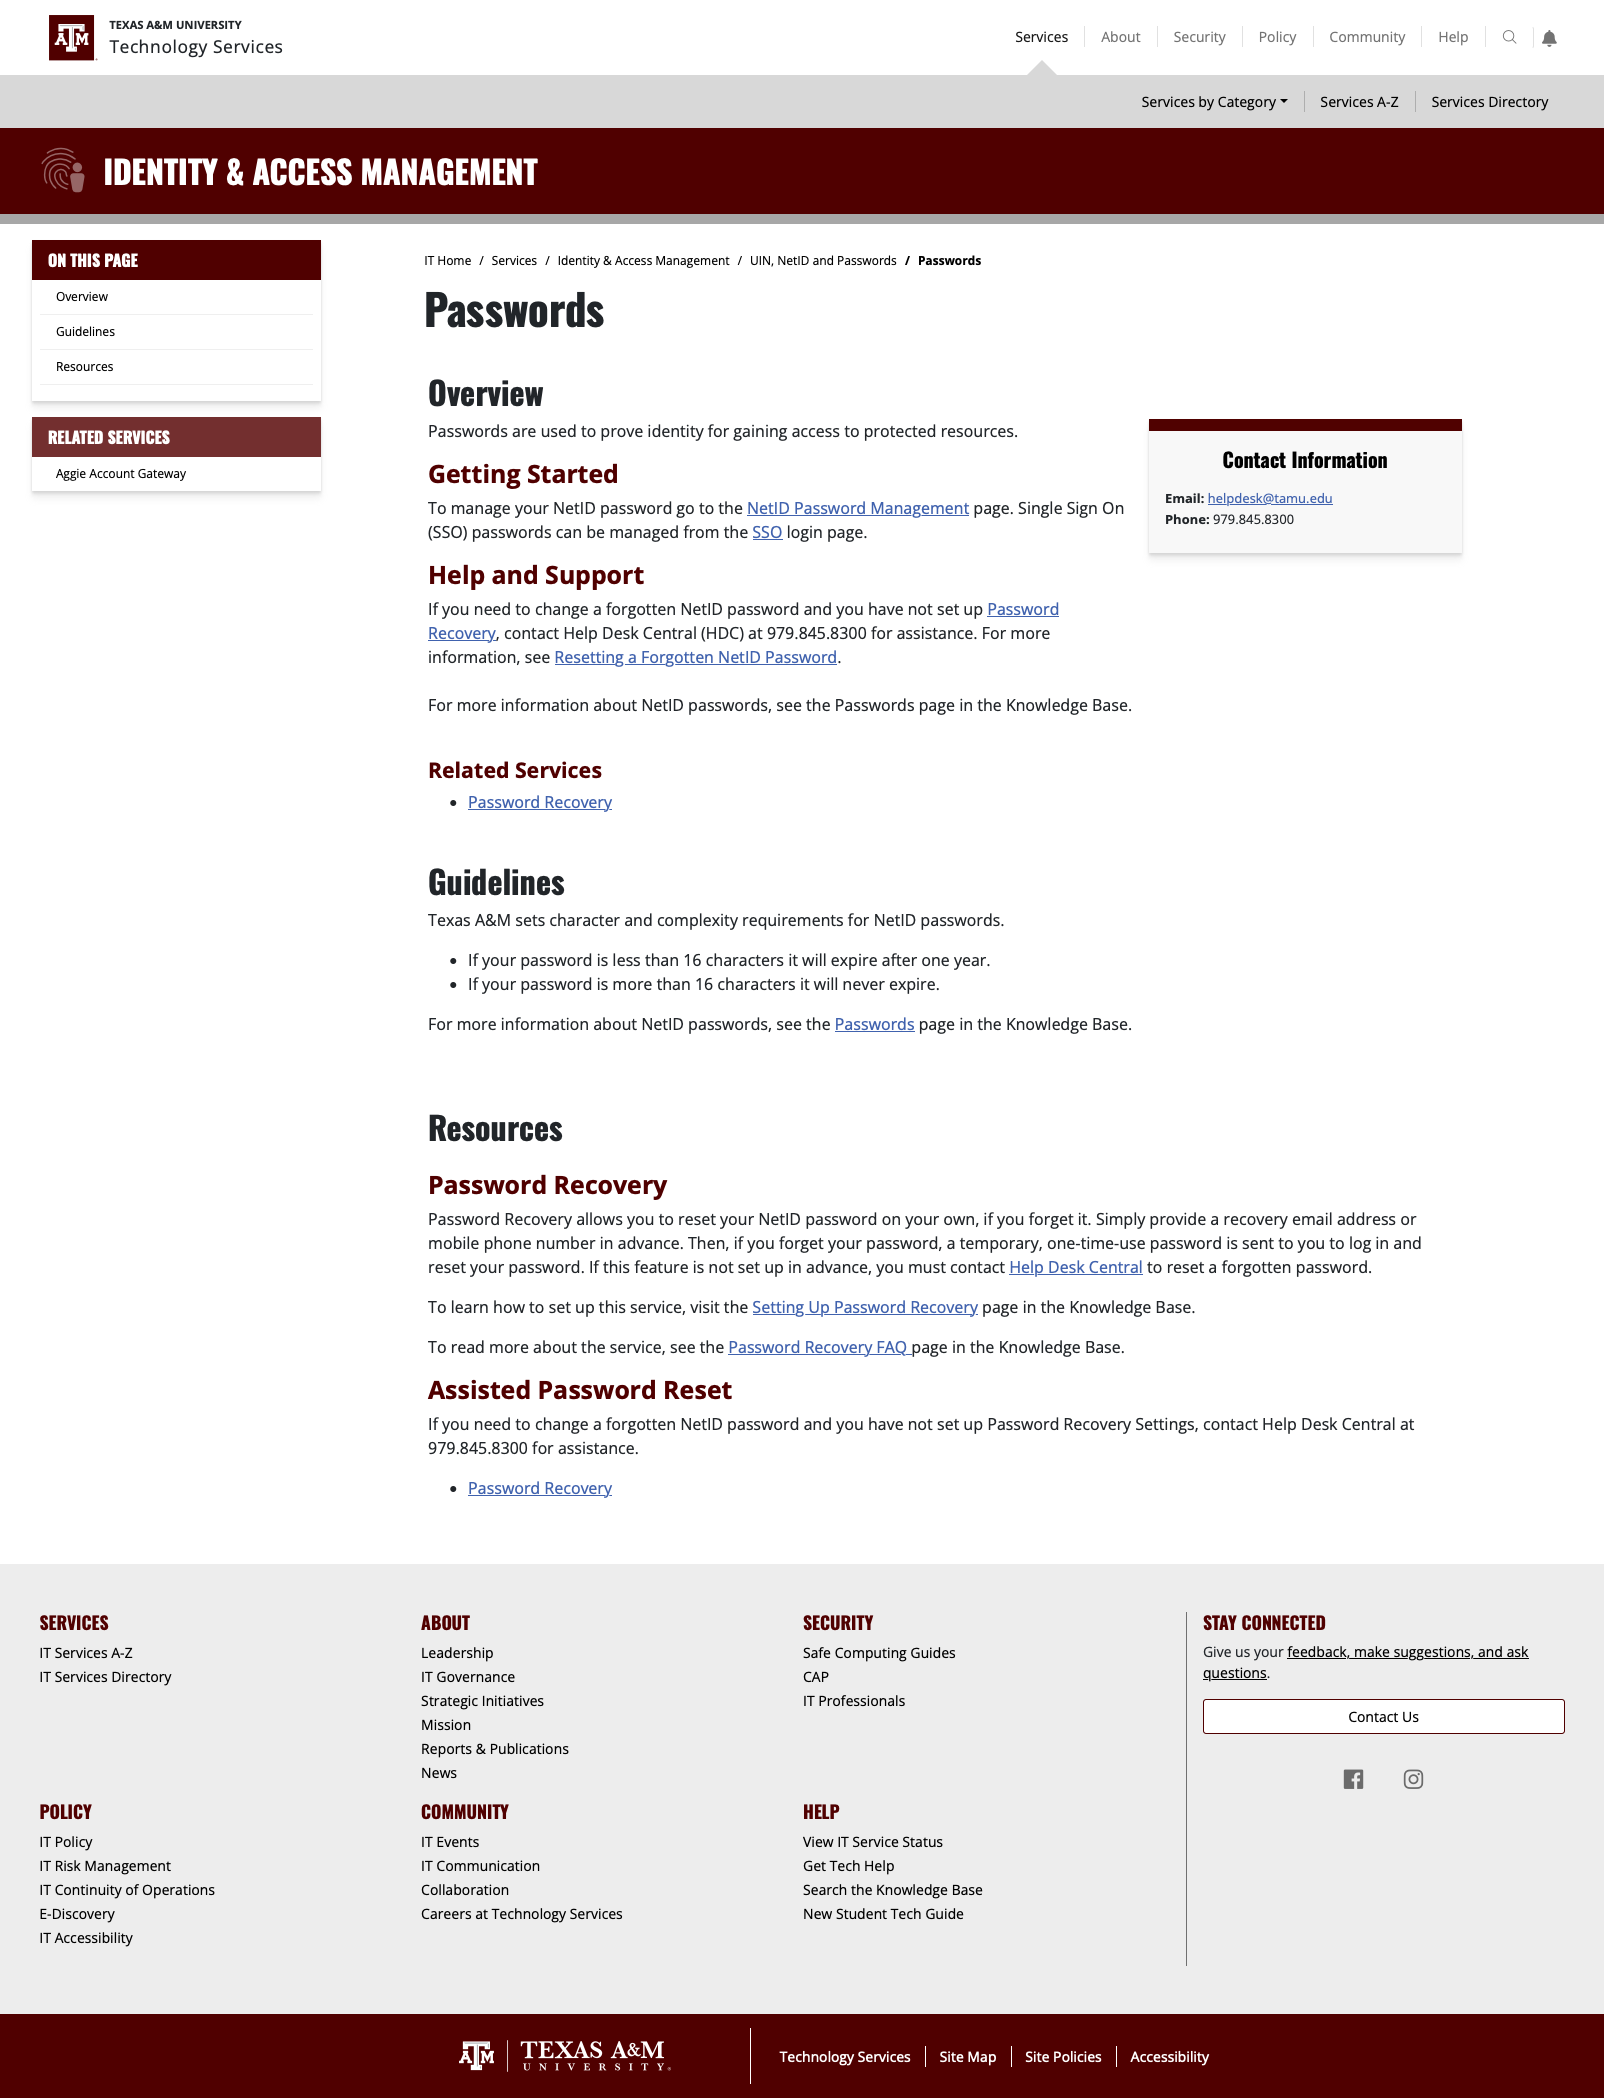 TEXAS A&M UNIVERSITY
Technology Services
Services
About
Security
Policy
Community
Help
Services by Category
Services A-Z
Services Directory
IDENTITY & ACCESS MANAGEMENT
ON THIS PAGE
Overview
Guidelines
Resources
RELATED SERVICES
Aggie Account Gateway
IT Home / Services / Identity & Access Management / UIN, NetID and Passwords / Passwords
Passwords
Overview
Passwords are used to prove identity for gaining access to protected resources.
Getting Started
To manage your NetID password go to the NetID Password Management page. Single Sign On
(SSO) passwords can be managed from the SSO login page.
Help and Support
If you need to change a forgotten NetID password and you have not set up Password
Recovery, contact Help Desk Central (HDC) at 979.845.8300 for assistance. For more
information, see Resetting a Forgotten NetID Password.
For more information about NetID passwords, see the Passwords page in the Knowledge Base.
Contact Information
Email: helpdesk@tamu.edu
Phone: 979.845.8300
Related Services
• Password Recovery
Guidelines
Texas A&M sets character and complexity requirements for NetID passwords.
• If your password is less than 16 characters it will expire after one year.
• If your password is more than 16 characters it will never expire.
For more information about NetID passwords, see the Passwords page in the Knowledge Base.
Resources
Password Recovery
Password Recovery allows you to reset your NetID password on your own, if you forget it. Simply provide a recovery email address or
mobile phone number in advance. Then, if you forget your password, a temporary, one-time-use password is sent to you to log in and
reset your password. If this feature is not set up in advance, you must contact Help Desk Central to reset a forgotten password.
To learn how to set up this service, visit the Setting Up Password Recovery page in the Knowledge Base.
To read more about the service, see the Password Recovery FAQ page in the Knowledge Base.
Assisted Password Reset
If you need to change a forgotten NetID password and you have not set up Password Recovery Settings, contact Help Desk Central at
979.845.8300 for assistance.
• Password Recovery
SERVICES
IT Services A-Z
IT Services Directory
ABOUT
Leadership
IT Governance
Strategic Initiatives
Mission
Reports & Publications
News
SECURITY
Safe Computing Guides
CAP
IT Professionals
STAY CONNECTED
Give us your feedback, make suggestions, and ask
questions.
Contact Us
POLICY
IT Policy
IT Risk Management
IT Continuity of Operations
E-Discovery
IT Accessibility
COMMUNITY
IT Events
IT Communication
Collaboration
Careers at Technology Services
HELP
View IT Service Status
Get Tech Help
Search the Knowledge Base
New Student Tech Guide
ATM
TEXAS A&M
UNIVERSITY®
Technology Services
Site Map
Site Policies
Accessibility